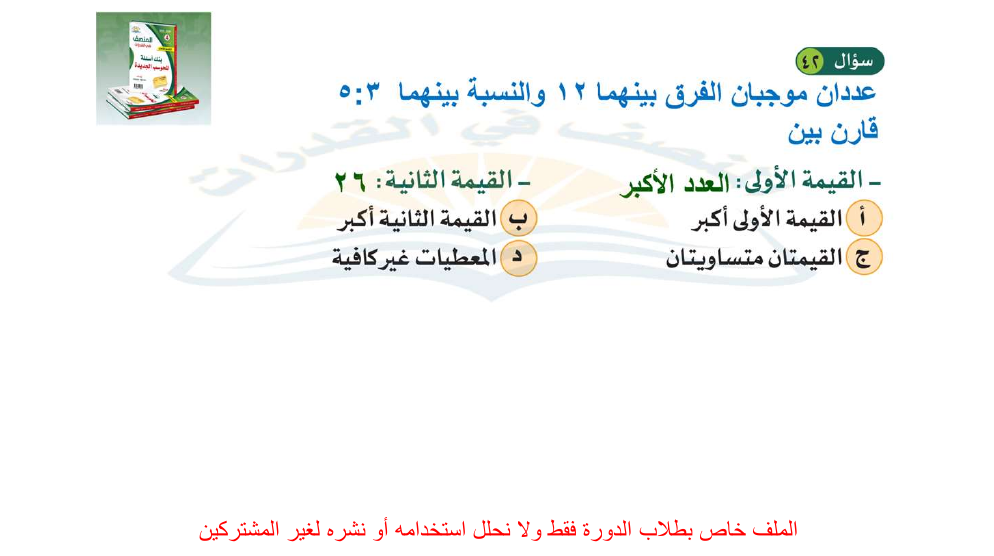 سؤال ٤٢
عددان موجبان الفرق بينهما ١٢ والنسبة بينهما ٥:٣
قارن بين
- القيمة الأولى: العدد الأكبر
- القيمة الثانية: ٢٦
أ القيمة الأولى أكبر
ب القيمة الثانية أكبر
ج القيمتان متساويتان
د المعطيات غير كافية
الملف خاص بطلاب الدورة فقط ولا نحلل استخدامه أو نشره لغير المشتركين